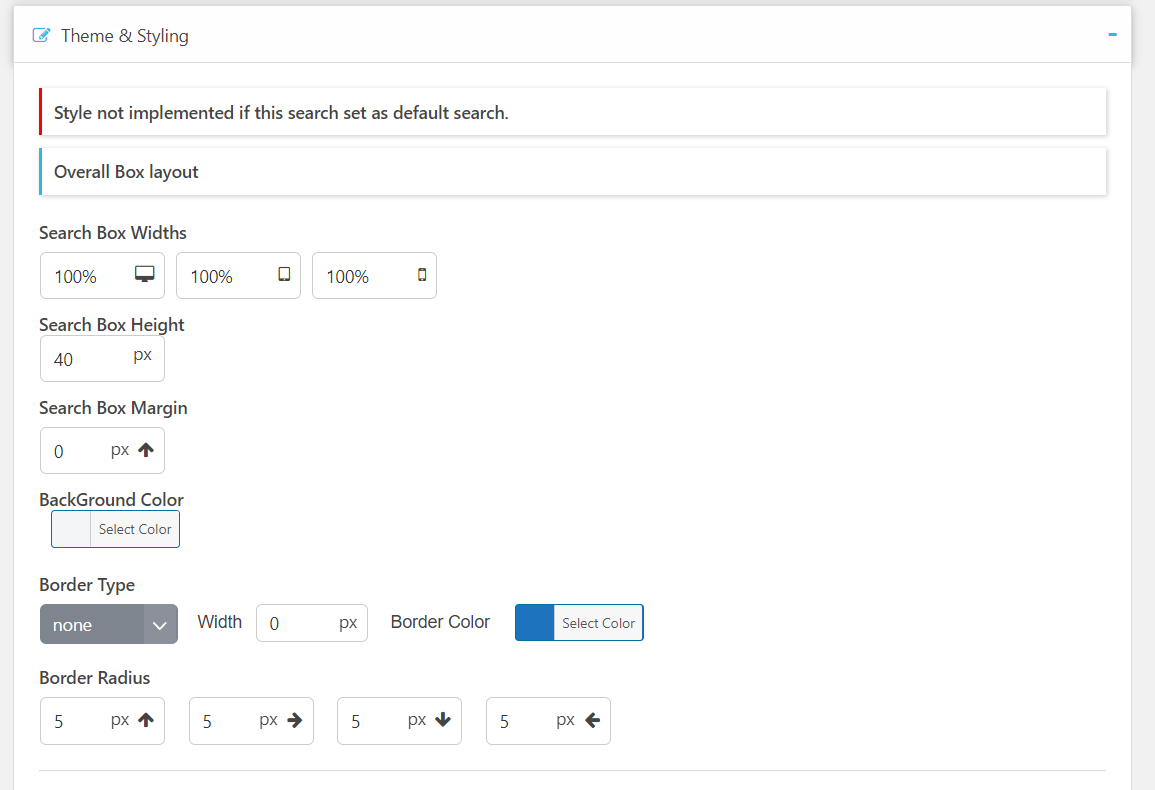 Theme & Styling
Style not implemented if this search set as default search.
Overall Box layout
Search Box Widths
100% 100% 100%
Search Box Height
40 px
Search Box Margin
0 px
BackGround Color
Select Color
Border Type
none Width 0 px Border Color Select Color
Border Radius
5 px 5 px 5 px 5 px